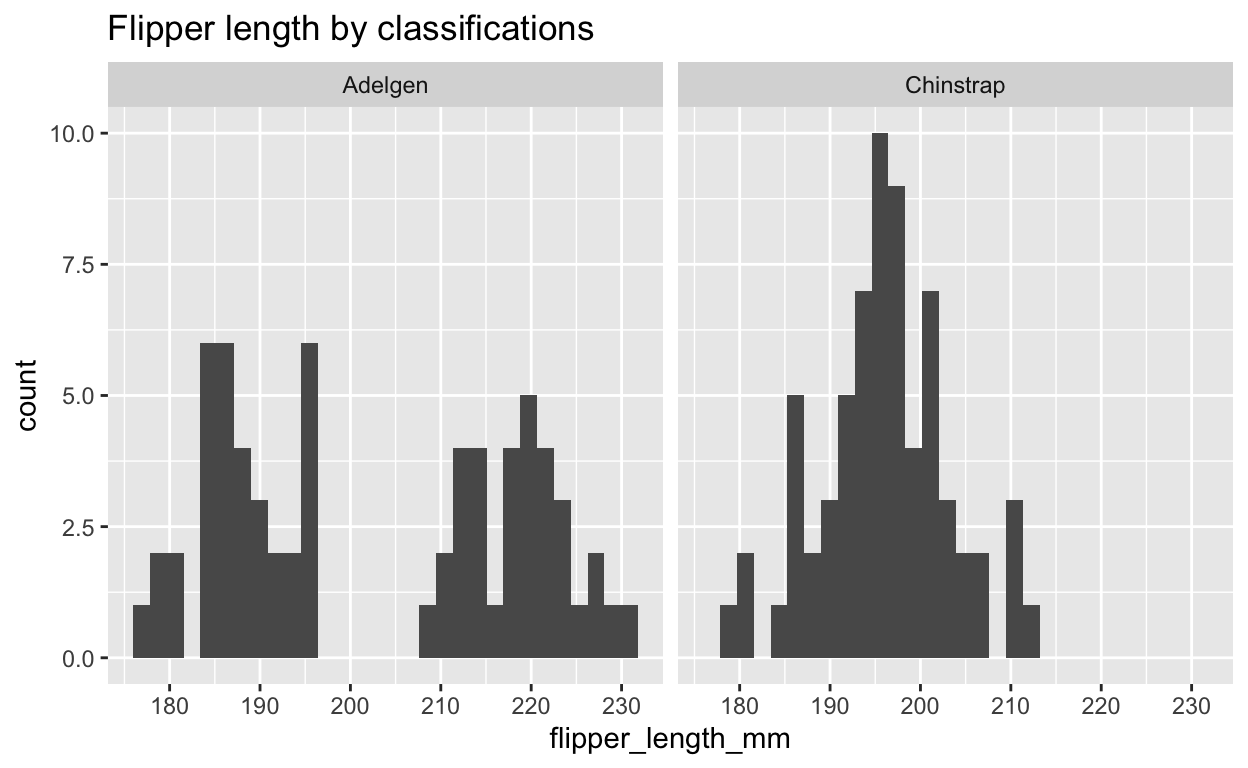 Flipper length by classifications
Adelgen Chinstrap
10.0
7.5
5.0
2.5
0.0
count
180 190 200 210 220 230 180 190 200 210 220 230
flipper_length_mm